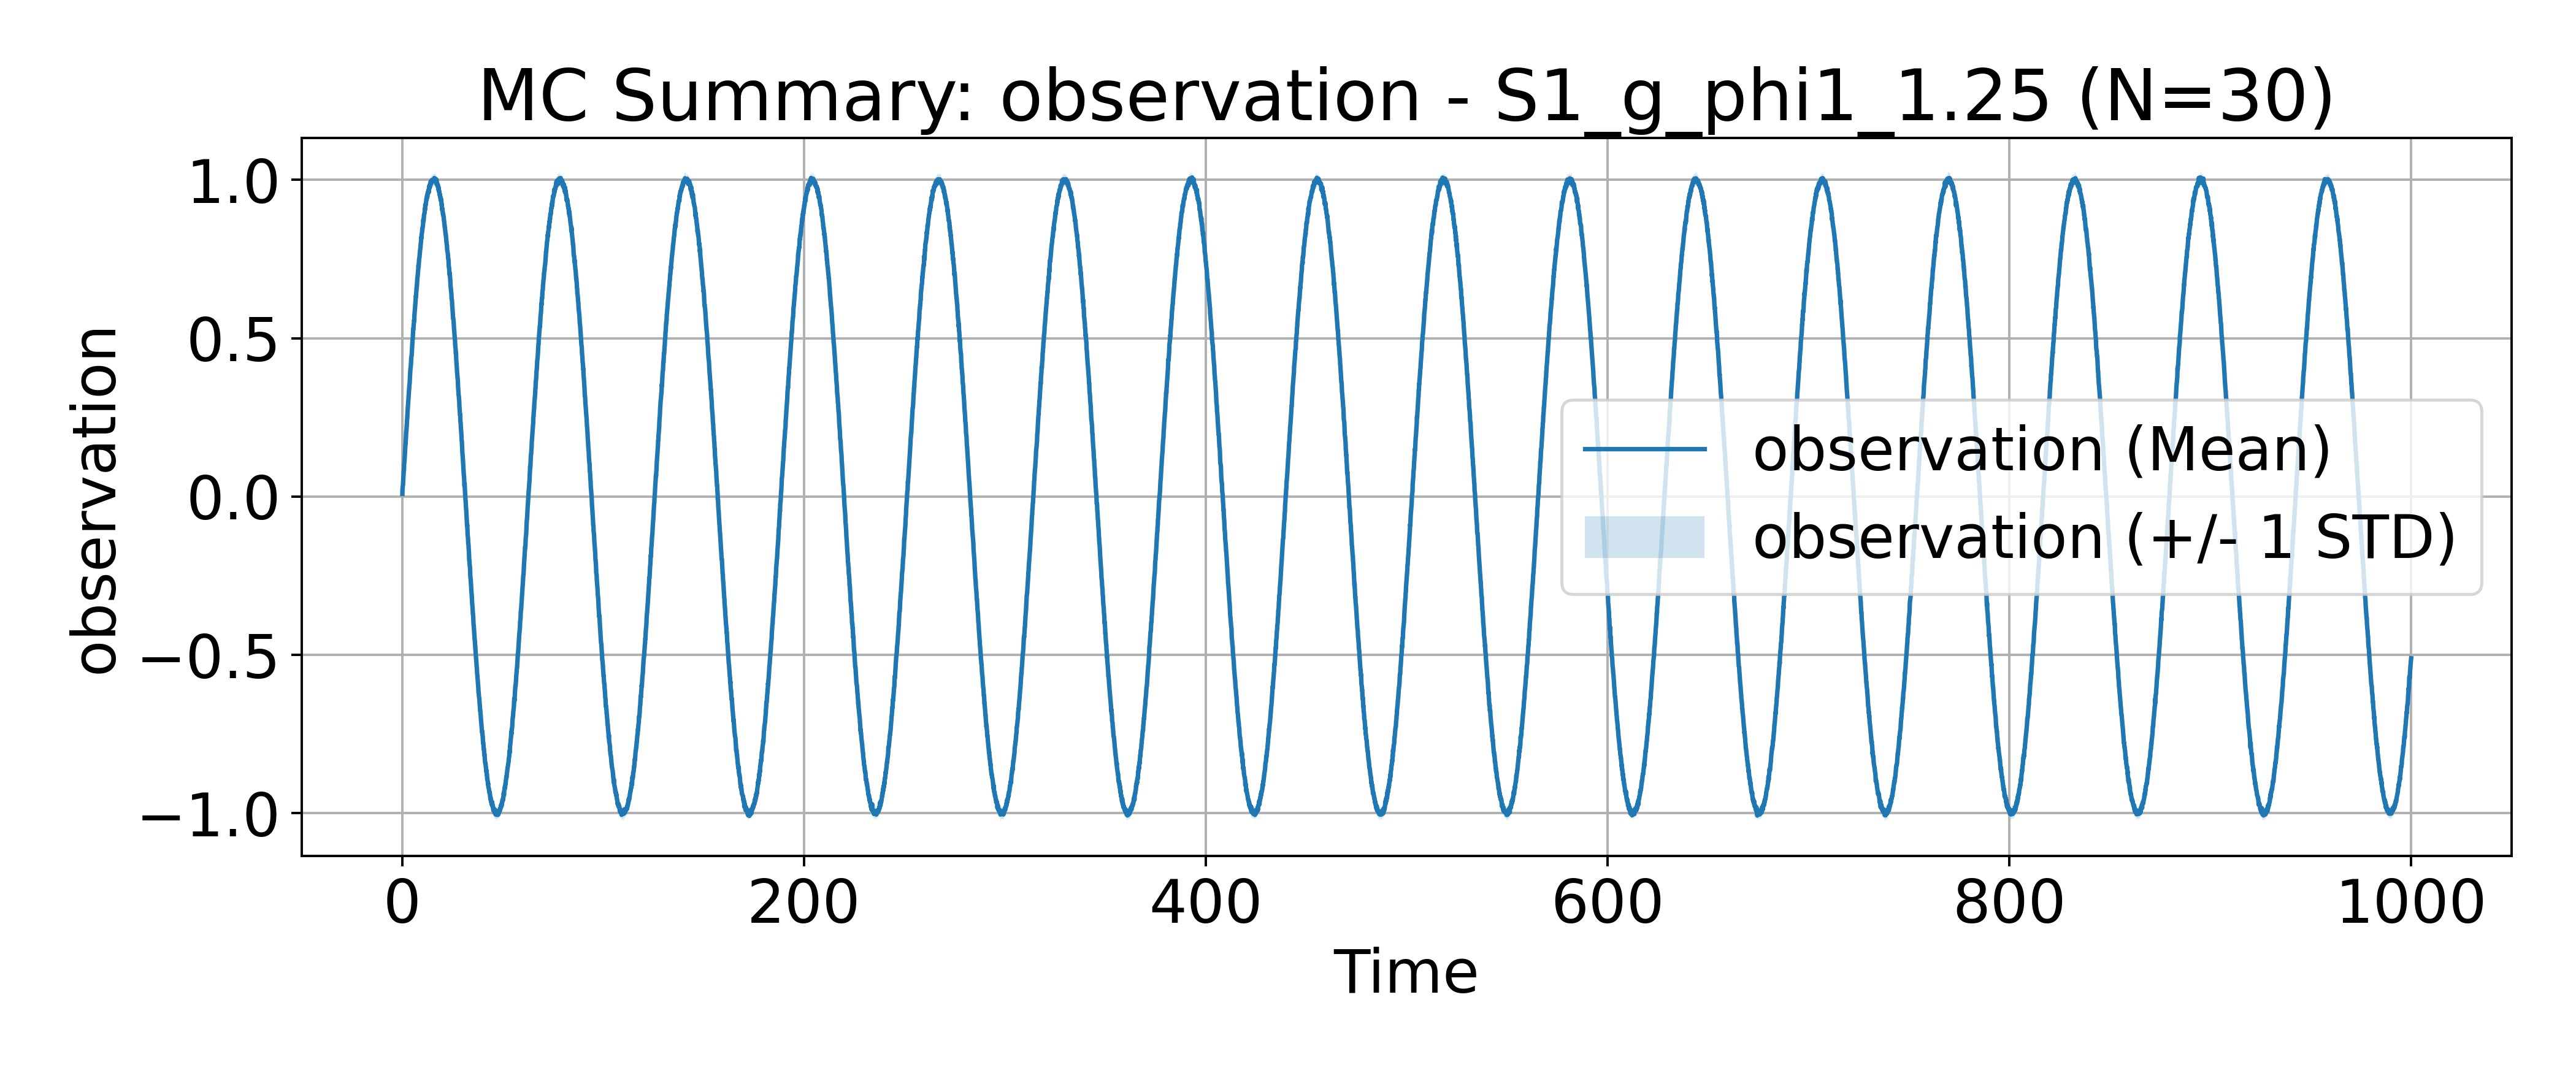 MC Summary: observation - S1_g_phi1_1.25 (N=30)
1.0
0.5
0.0
−0.5
−1.0
observation
observation (Mean)
observation (+/- 1 STD)
0 200 400 600 800 1000
Time